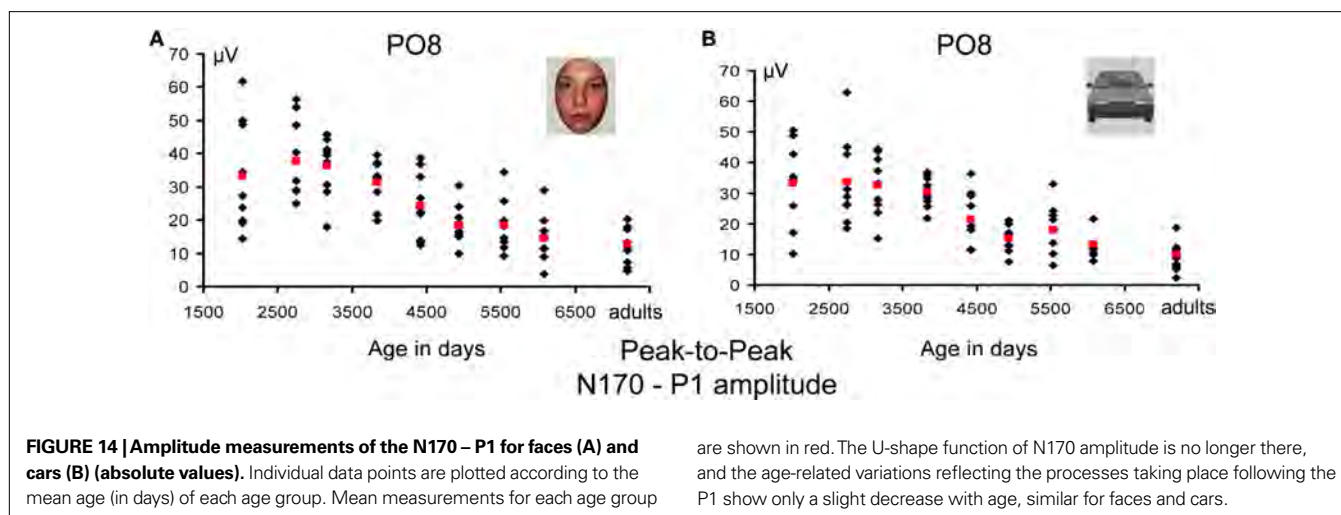 A PO8
µV
70
60
50
40
30
20
10
0
1500 2500 3500 4500 5500 6500 adults
Age in days
B PO8
µV
70
60
50
40
30
20
10
0
1500 2500 3500 4500 5500 6500 adults
Age in days
Peak-to-Peak
N170 - P1 amplitude
FIGURE 14 | Amplitude measurements of the N170 – P1 for faces (A) and
cars (B) (absolute values). Individual data points are plotted according to the
mean age (in days) of each age group. Mean measurements for each age group
are shown in red. The U-shape function of N170 amplitude is no longer there,
and the age-related variations reflecting the processes taking place following the
P1 show only a slight decrease with age, similar for faces and cars.